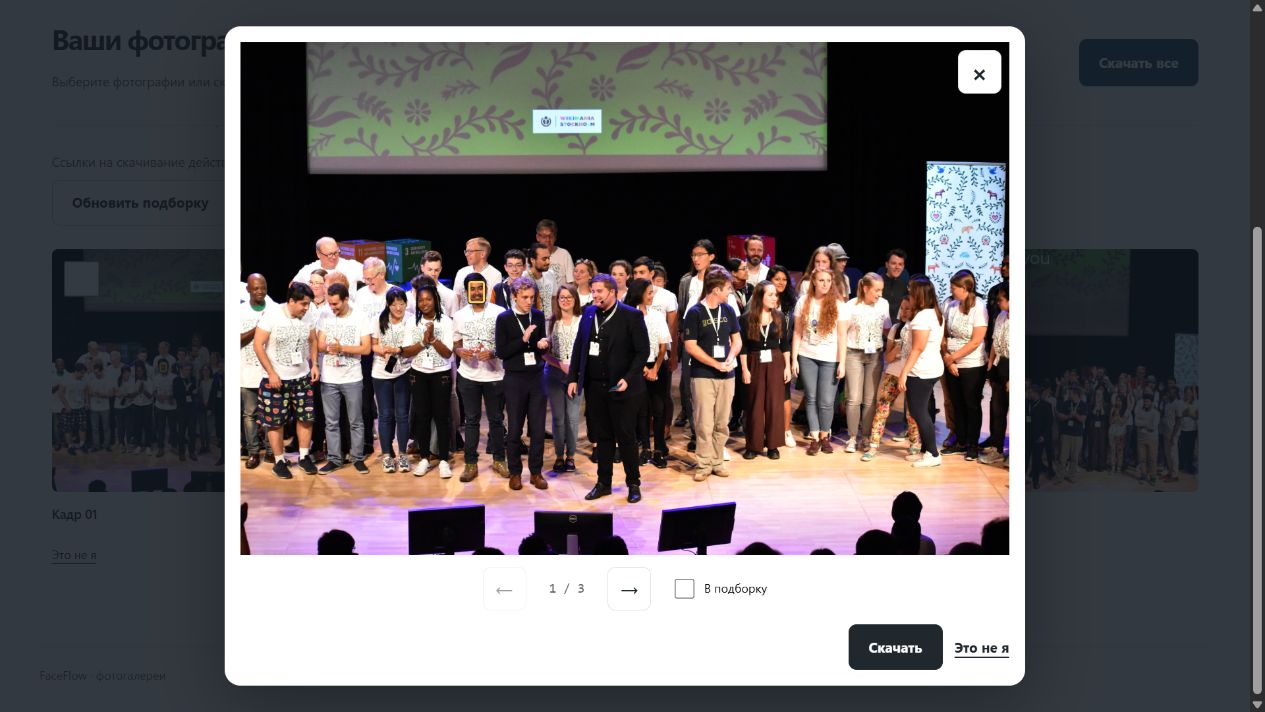 Ваши фотогра
Выберите фотографии или ск
Скачать все
Ссылки на скачивание дейст
Обновить подборку
×
WIKIMANIA
STOCKHOLM
you
Кадр 01
Это не я
← 1 / 3 → В подборку
Скачать Это не я
FaceFlow · фотогалереи